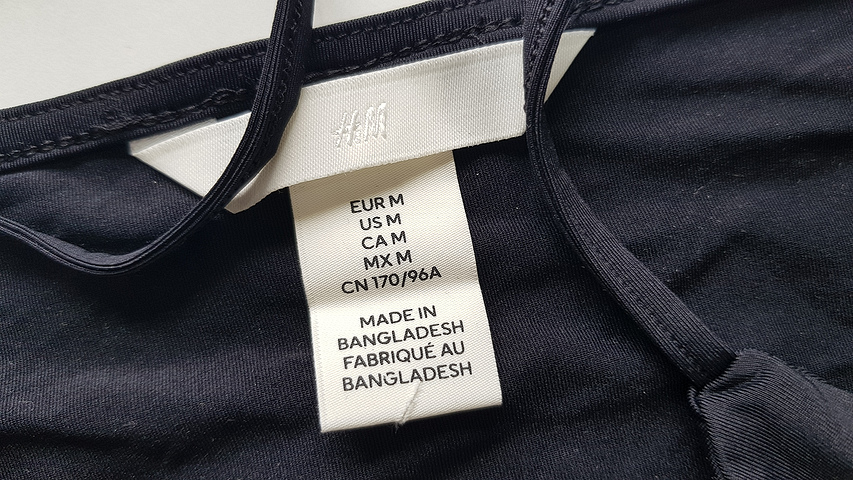 H&M
EUR M
US M
CA M
MX M
CN 170/96A
MADE IN
BANGLADESH
FABRIQUÉ AU
BANGLADESH